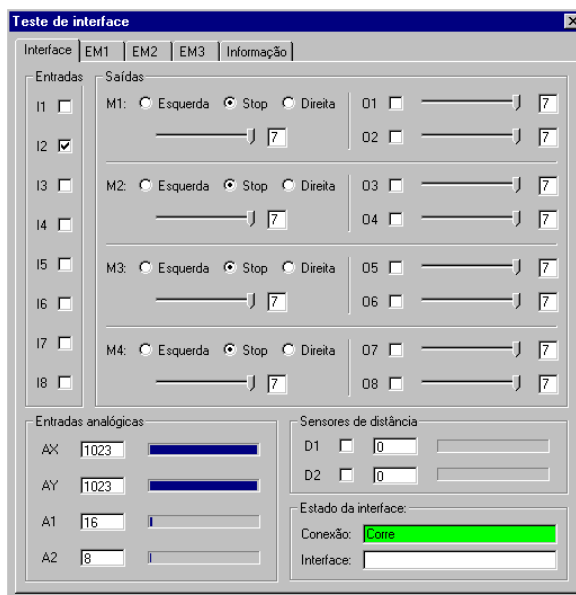 Teste de interface
Interface EM1 EM2 EM3 Informação
Entradas
I1
I2
I3
I4
I5
I6
I7
I8
Saídas
M1: Esquerda Stop Direita
7
O1 7
O2 7
M2: Esquerda Stop Direita
7
O3 7
O4 7
M3: Esquerda Stop Direita
7
O5 7
O6 7
M4: Esquerda Stop Direita
7
O7 7
O8 7
Entradas analógicas
AX 1023
AY 1023
A1 16
A2 8
Sensores de distância
D1 0
D2 0
Estado da interface:
Conexão: Corre
Interface: